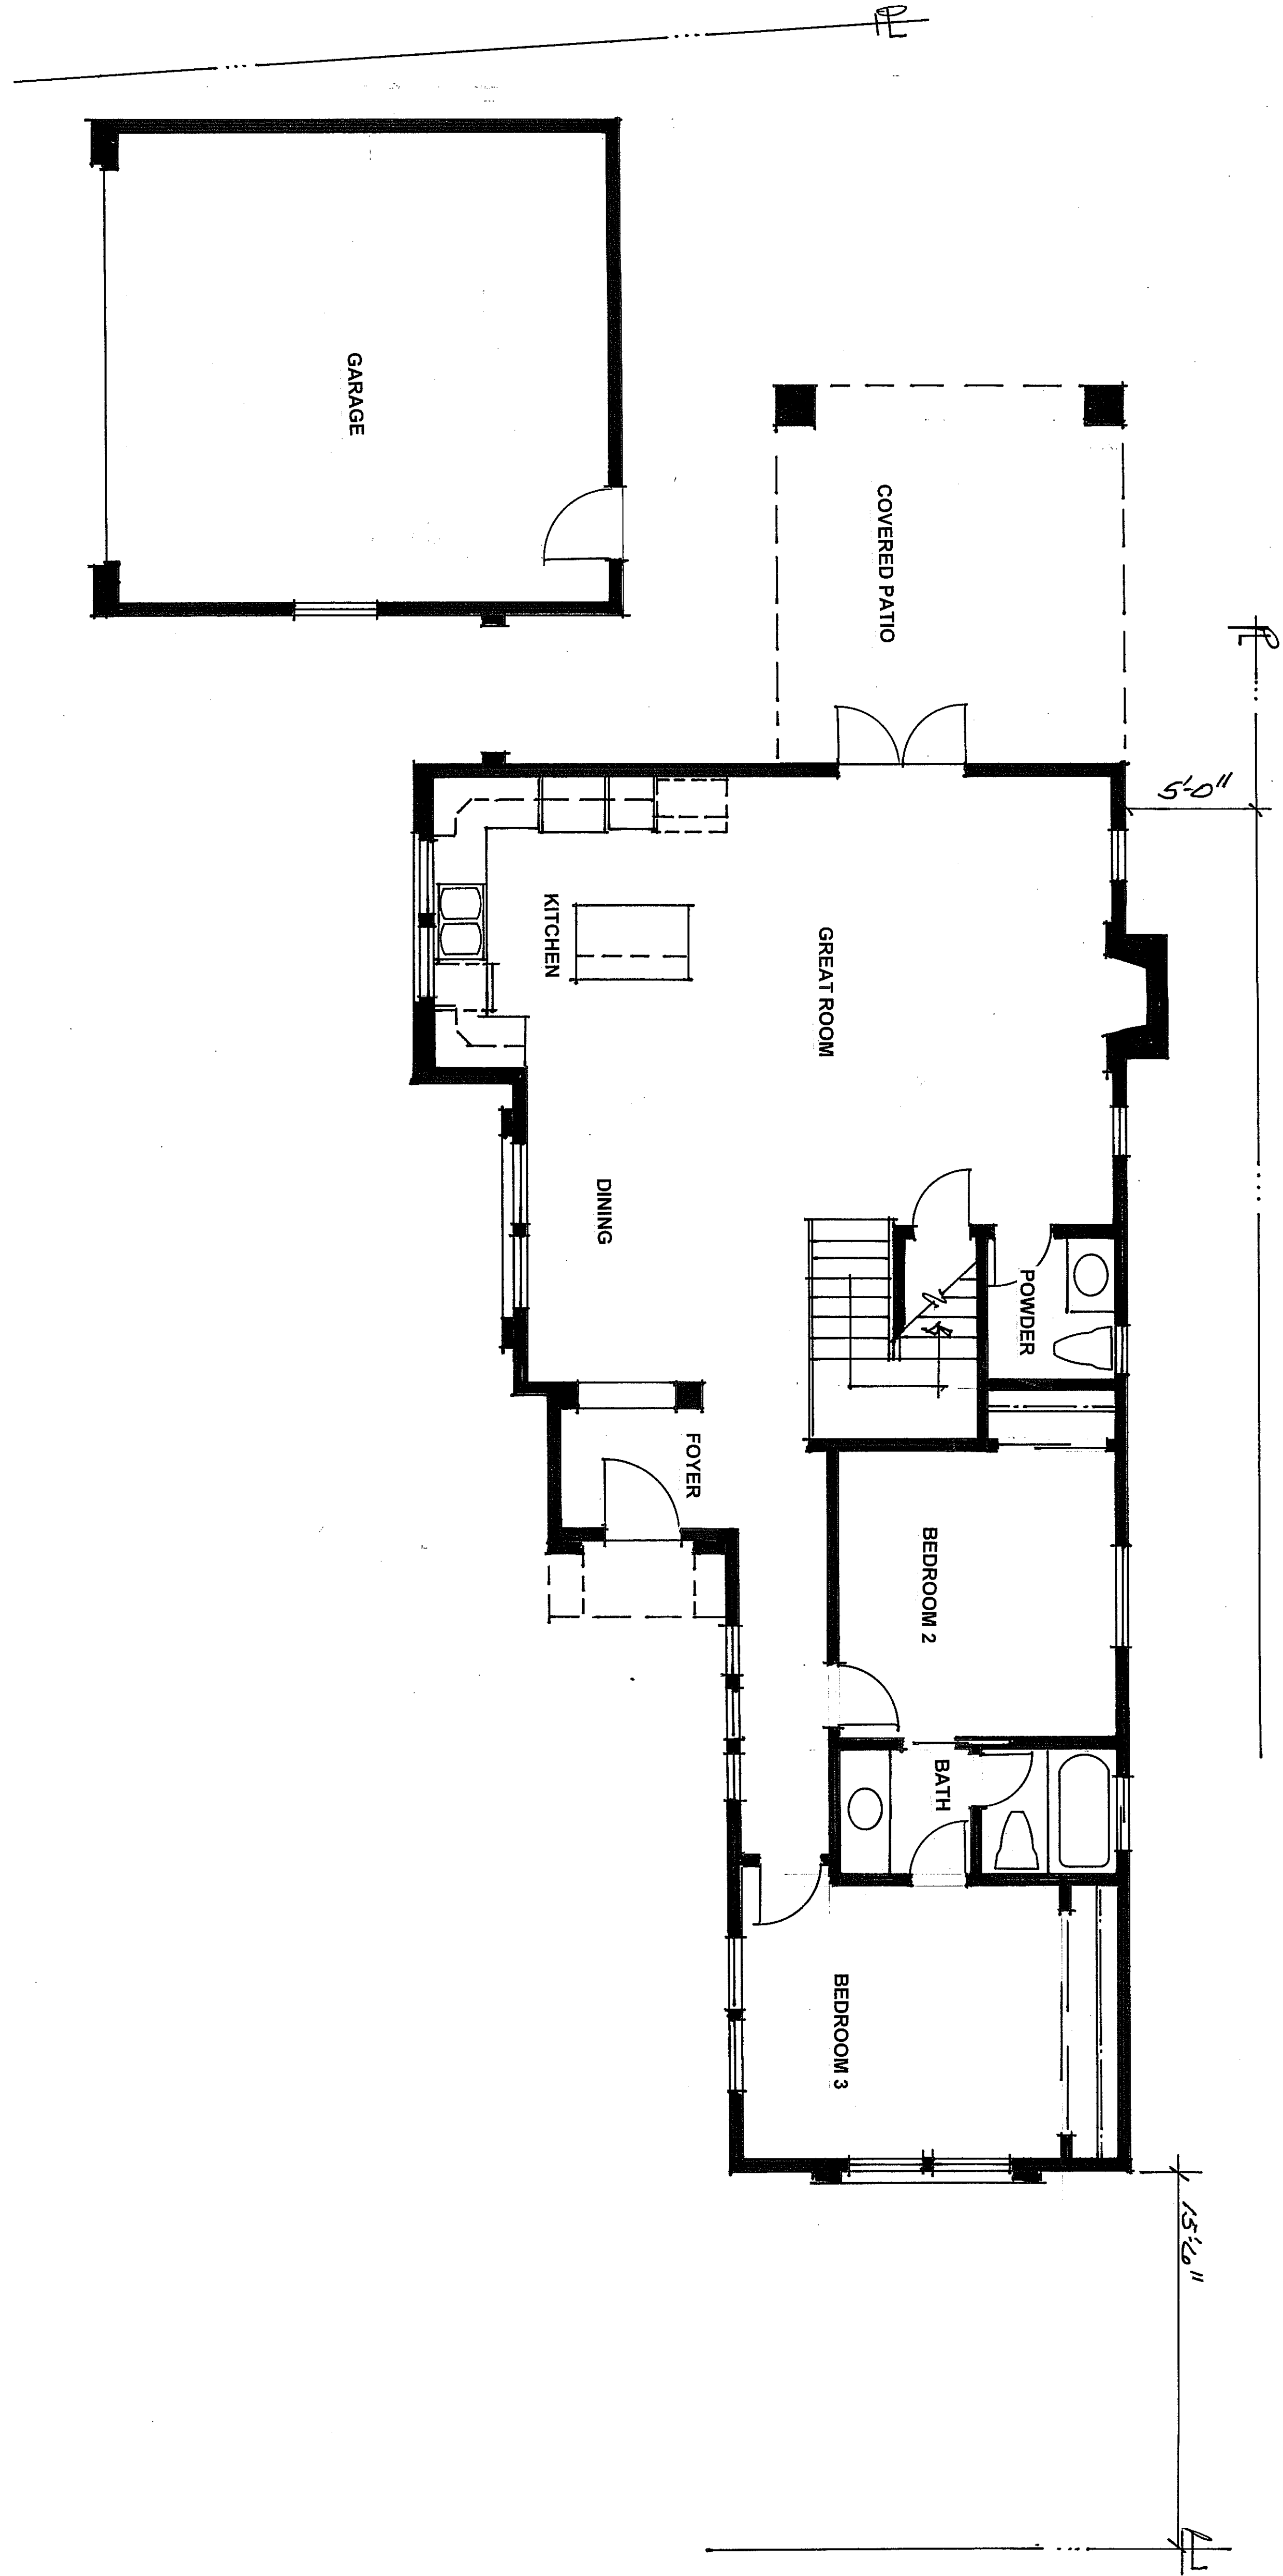 PL
GARAGE
COVERED PATIO
PL
5'-0"
KITCHEN
GREAT ROOM
DINING
POWDER
FOYER
BEDROOM 2
BATH
BEDROOM 3
15'-6"
PL